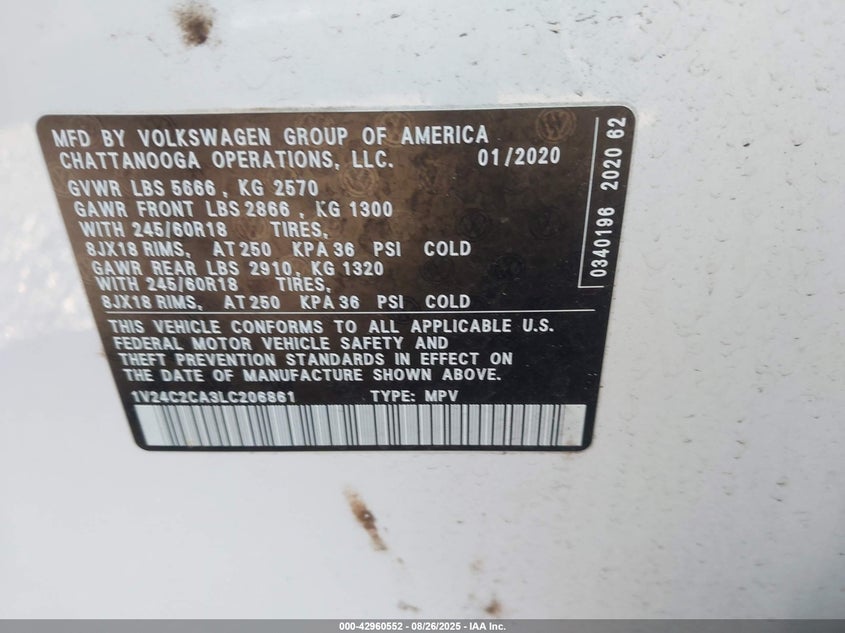 MFD BY VOLKSWAGEN GROUP OF AMERICA
CHATTANOOGA OPERATIONS, LLC. 01/2020
GVWR LBS 5666 , KG 2570
GAWR FRONT LBS 2866 , KG 1300
WITH 245/60R18 TIRES,
8JX18 RIMS, AT 250 KPA 36 PSI COLD
GAWR REAR LBS 2910, KG 1320
WITH 245/60R18 TIRES,
8JX18 RIMS, AT 250 KPA 36 PSI COLD
THIS VEHICLE CONFORMS TO ALL APPLICABLE U.S.
FEDERAL MOTOR VEHICLE SAFETY AND
THEFT PREVENTION STANDARDS IN EFFECT ON
THE DATE OF MANUFACTURE SHOWN ABOVE.
1V24C2CA3LC206861 TYPE: MPV
0340196 2020 62
000-42960552 - 08/26/2025 - IAA Inc.